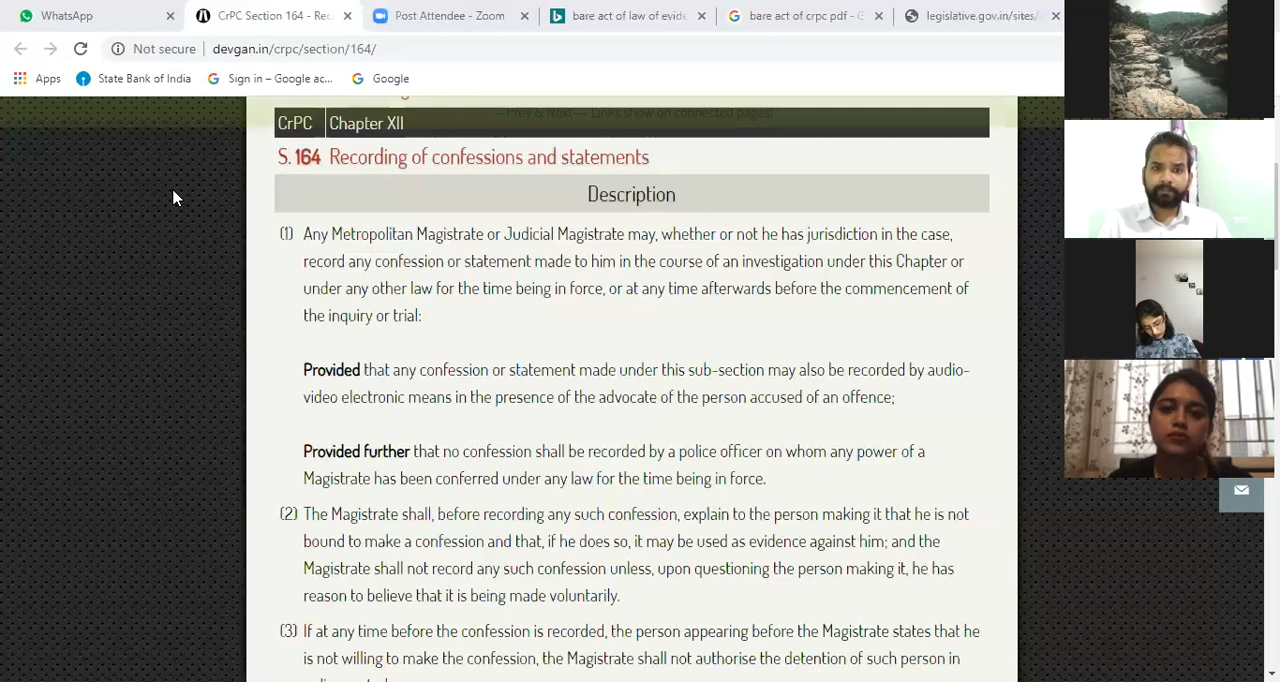 WhatsApp
CrPC Section 164 - Rec
Post Attendee - Zoom
bare act of law of evide
bare act of crpc pdf - G
legislative.gov.in/sites/
Not secure
devgan.in/crpc/section/164/
Apps
State Bank of India
Sign in – Google ac...
Google
—Prev & Next— Links show on connected pages!
CrPC Chapter XII
S. 164 Recording of confessions and statements
Description
(1) Any Metropolitan Magistrate or Judicial Magistrate may, whether or not he has jurisdiction in the case,
record any confession or statement made to him in the course of an investigation under this Chapter or
under any other law for the time being in force, or at any time afterwards before the commencement of
the inquiry or trial:
Provided that any confession or statement made under this sub-section may also be recorded by audio-
video electronic means in the presence of the advocate of the person accused of an offence;
Provided further that no confession shall be recorded by a police officer on whom any power of a
Magistrate has been conferred under any law for the time being in force.
(2) The Magistrate shall, before recording any such confession, explain to the person making it that he is not
bound to make a confession and that, if he does so, it may be used as evidence against him; and the
Magistrate shall not record any such confession unless, upon questioning the person making it, he has
reason to believe that it is being made voluntarily.
(3) If at any time before the confession is recorded, the person appearing before the Magistrate states that he
is not willing to make the confession, the Magistrate shall not authorise the detention of such person in